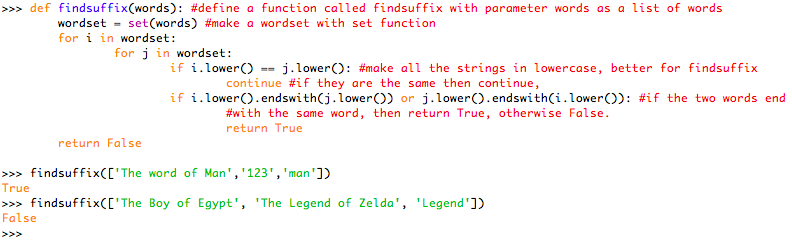 >>> def findsuffix(words): #define a function called findsuffix with parameter words as a list of words
        wordset = set(words) #make a wordset with set function
        for i in wordset:
                for j in wordset:
                        if i.lower() == j.lower(): #make all the strings in lowercase, better for findsuffix
                                continue #if they are the same then continue,
                        if i.lower().endswith(j.lower()) or j.lower().endswith(i.lower()): #if the two words end
                                #with the same word, then return True, otherwise False.
                                return True
        return False

>>> findsuffix(['The word of Man','123','man'])
True
>>> findsuffix(['The Boy of Egypt', 'The Legend of Zelda', 'Legend'])
False
>>>